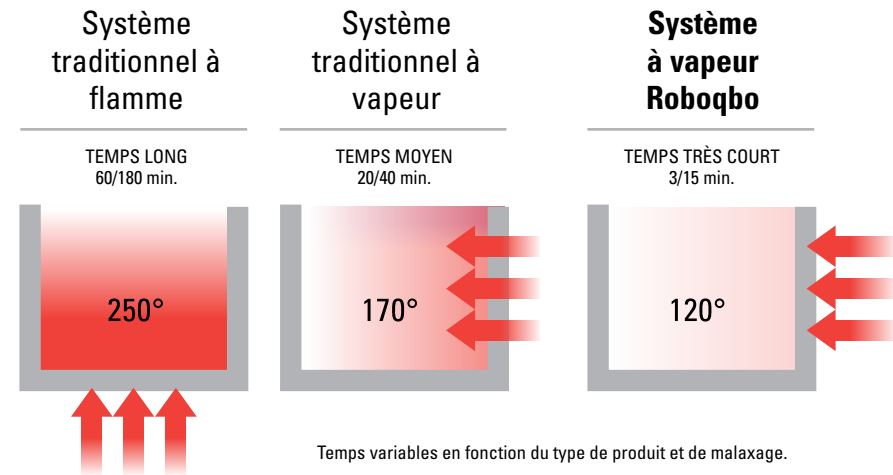 Système
traditionnel à
flamme
TEMPS LONG
60/180 min.
250°
Système
traditionnel à
vapeur
TEMPS MOYEN
20/40 min.
170°
Système
à vapeur
Roboqbo
TEMPS TRÈS COURT
3/15 min.
120°
Temps variables en fonction du type de produit et de malaxage.